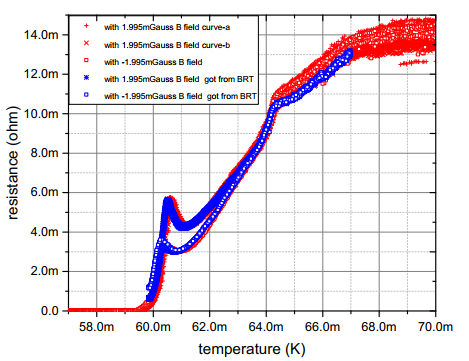 with 1.995mGauss B field curve-a
with 1.995mGauss B field curve-b
with -1.995mGauss B field
with 1.995mGauss B field  got from BRT
with -1.995mGauss B field  got from BRT
14.0m
12.0m
10.0m
8.0m
6.0m
4.0m
2.0m
0.0
resistance (ohm)
58.0m 60.0m 62.0m 64.0m 66.0m 68.0m 70.0m
temperature (K)